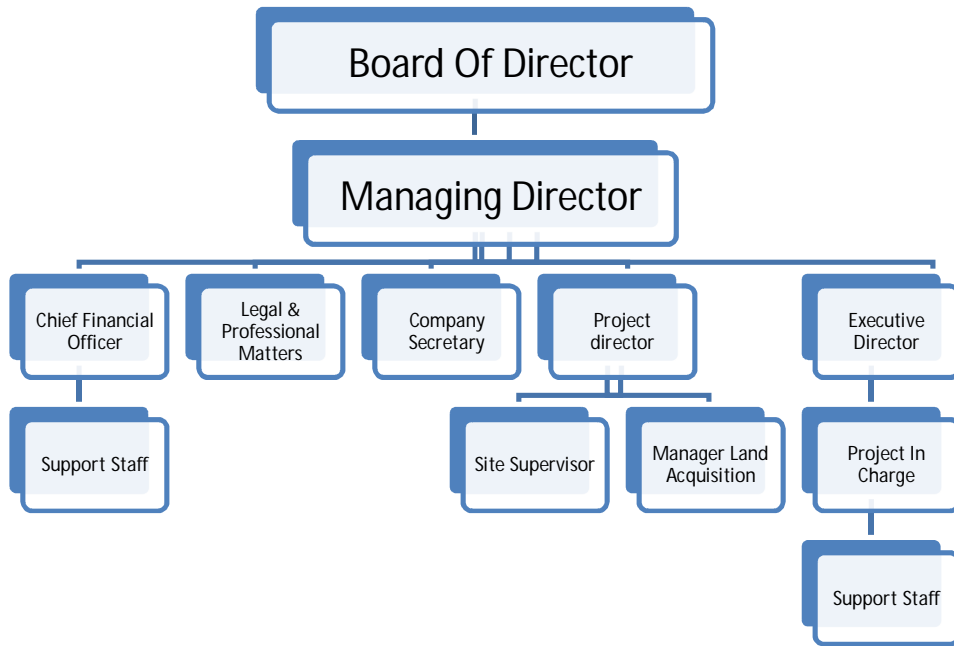 Board Of Director
Managing Director
Chief Financial
Officer
Legal &
Professional
Matters
Company
Secretary
Project
director
Executive
Director
Support Staff
Site Supervisor
Manager Land
Acquisition
Project In
Charge
Support Staff